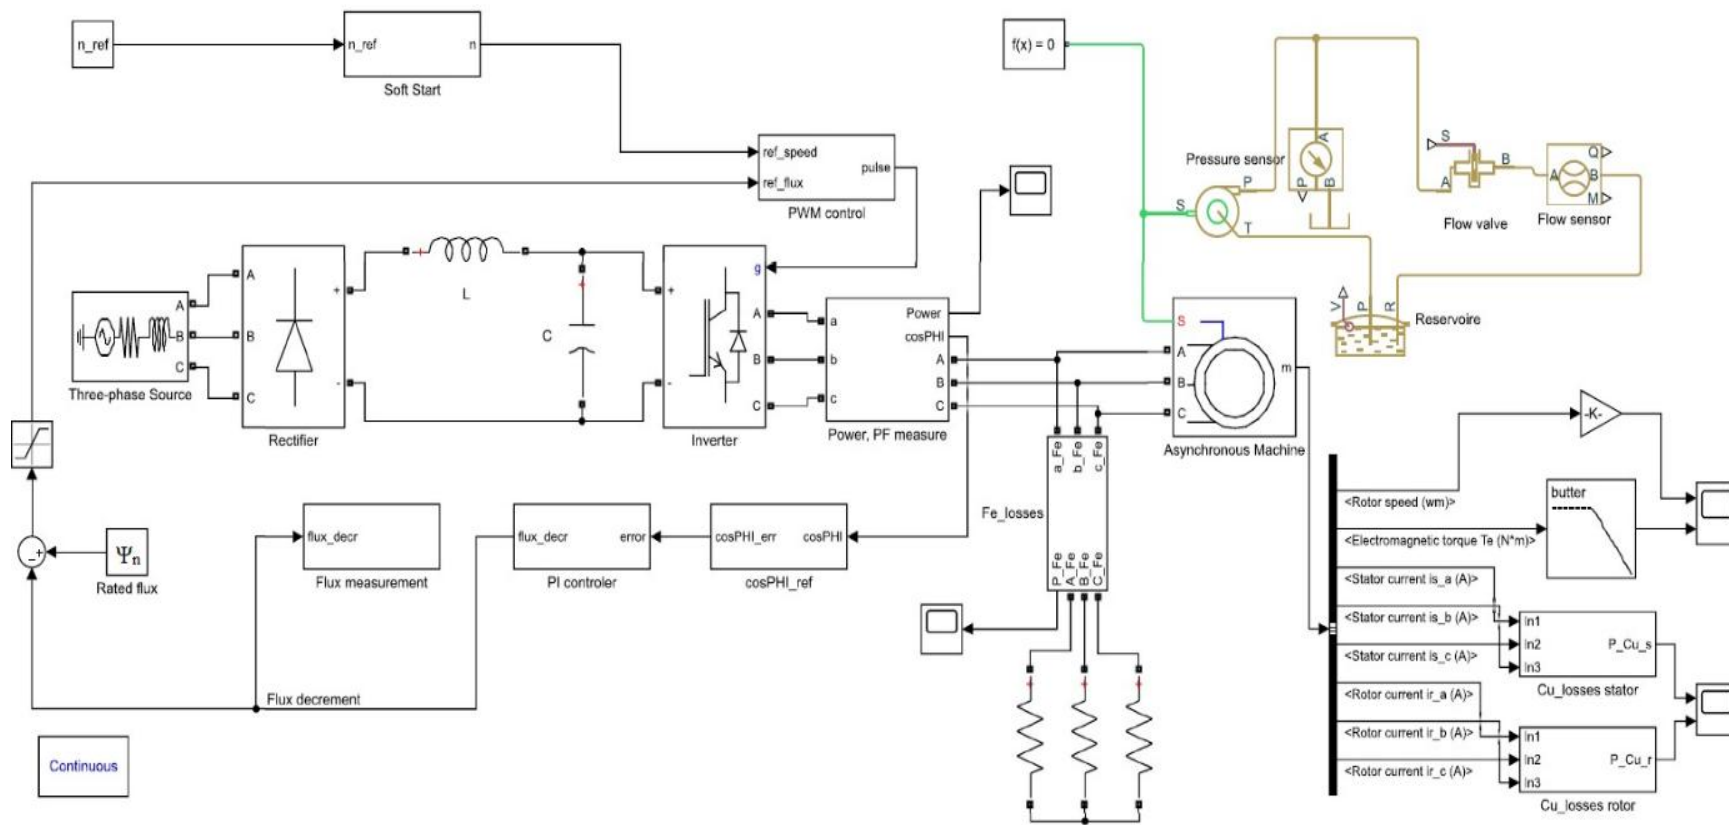 n_ref
n_ref
n
Soft Start
f(x) = 0
ref_speed
ref_flux
pulse
PWM control
Pressure sensor
A
P
B
P
S
T
S
A
B
Flow valve
Q
A
B
M
Flow sensor
V
P
R
Reservoire
A
B
C
Three-phase Source
A
B
C
+
-
Rectifier
L
C
g
+
-
A
B
C
Inverter
a
b
c
Power
cosPHI
A
B
C
Power, PF measure
S
A
B
C
m
Asynchronous Machine
a_Fe
b_Fe
c_Fe
Fe_losses
P_Fe
A_Fe
B_Fe
C_Fe
-K-
<Rotor speed (wm)>
butter
<Electromagnetic torque Te (N*m)>
<Stator current is_a (A)>
<Stator current is_b (A)>
<Stator current is_c (A)>
In1
In2
In3
P_Cu_s
Cu_losses stator
<Rotor current ir_a (A)>
<Rotor current ir_b (A)>
<Rotor current ir_c (A)>
In1
In2
In3
P_Cu_r
Cu_losses rotor
-
+
Ψn
Rated flux
flux_decr
Flux measurement
flux_decr
error
PI controler
cosPHI_err
cosPHI
cosPHI_ref
Flux decrement
Continuous